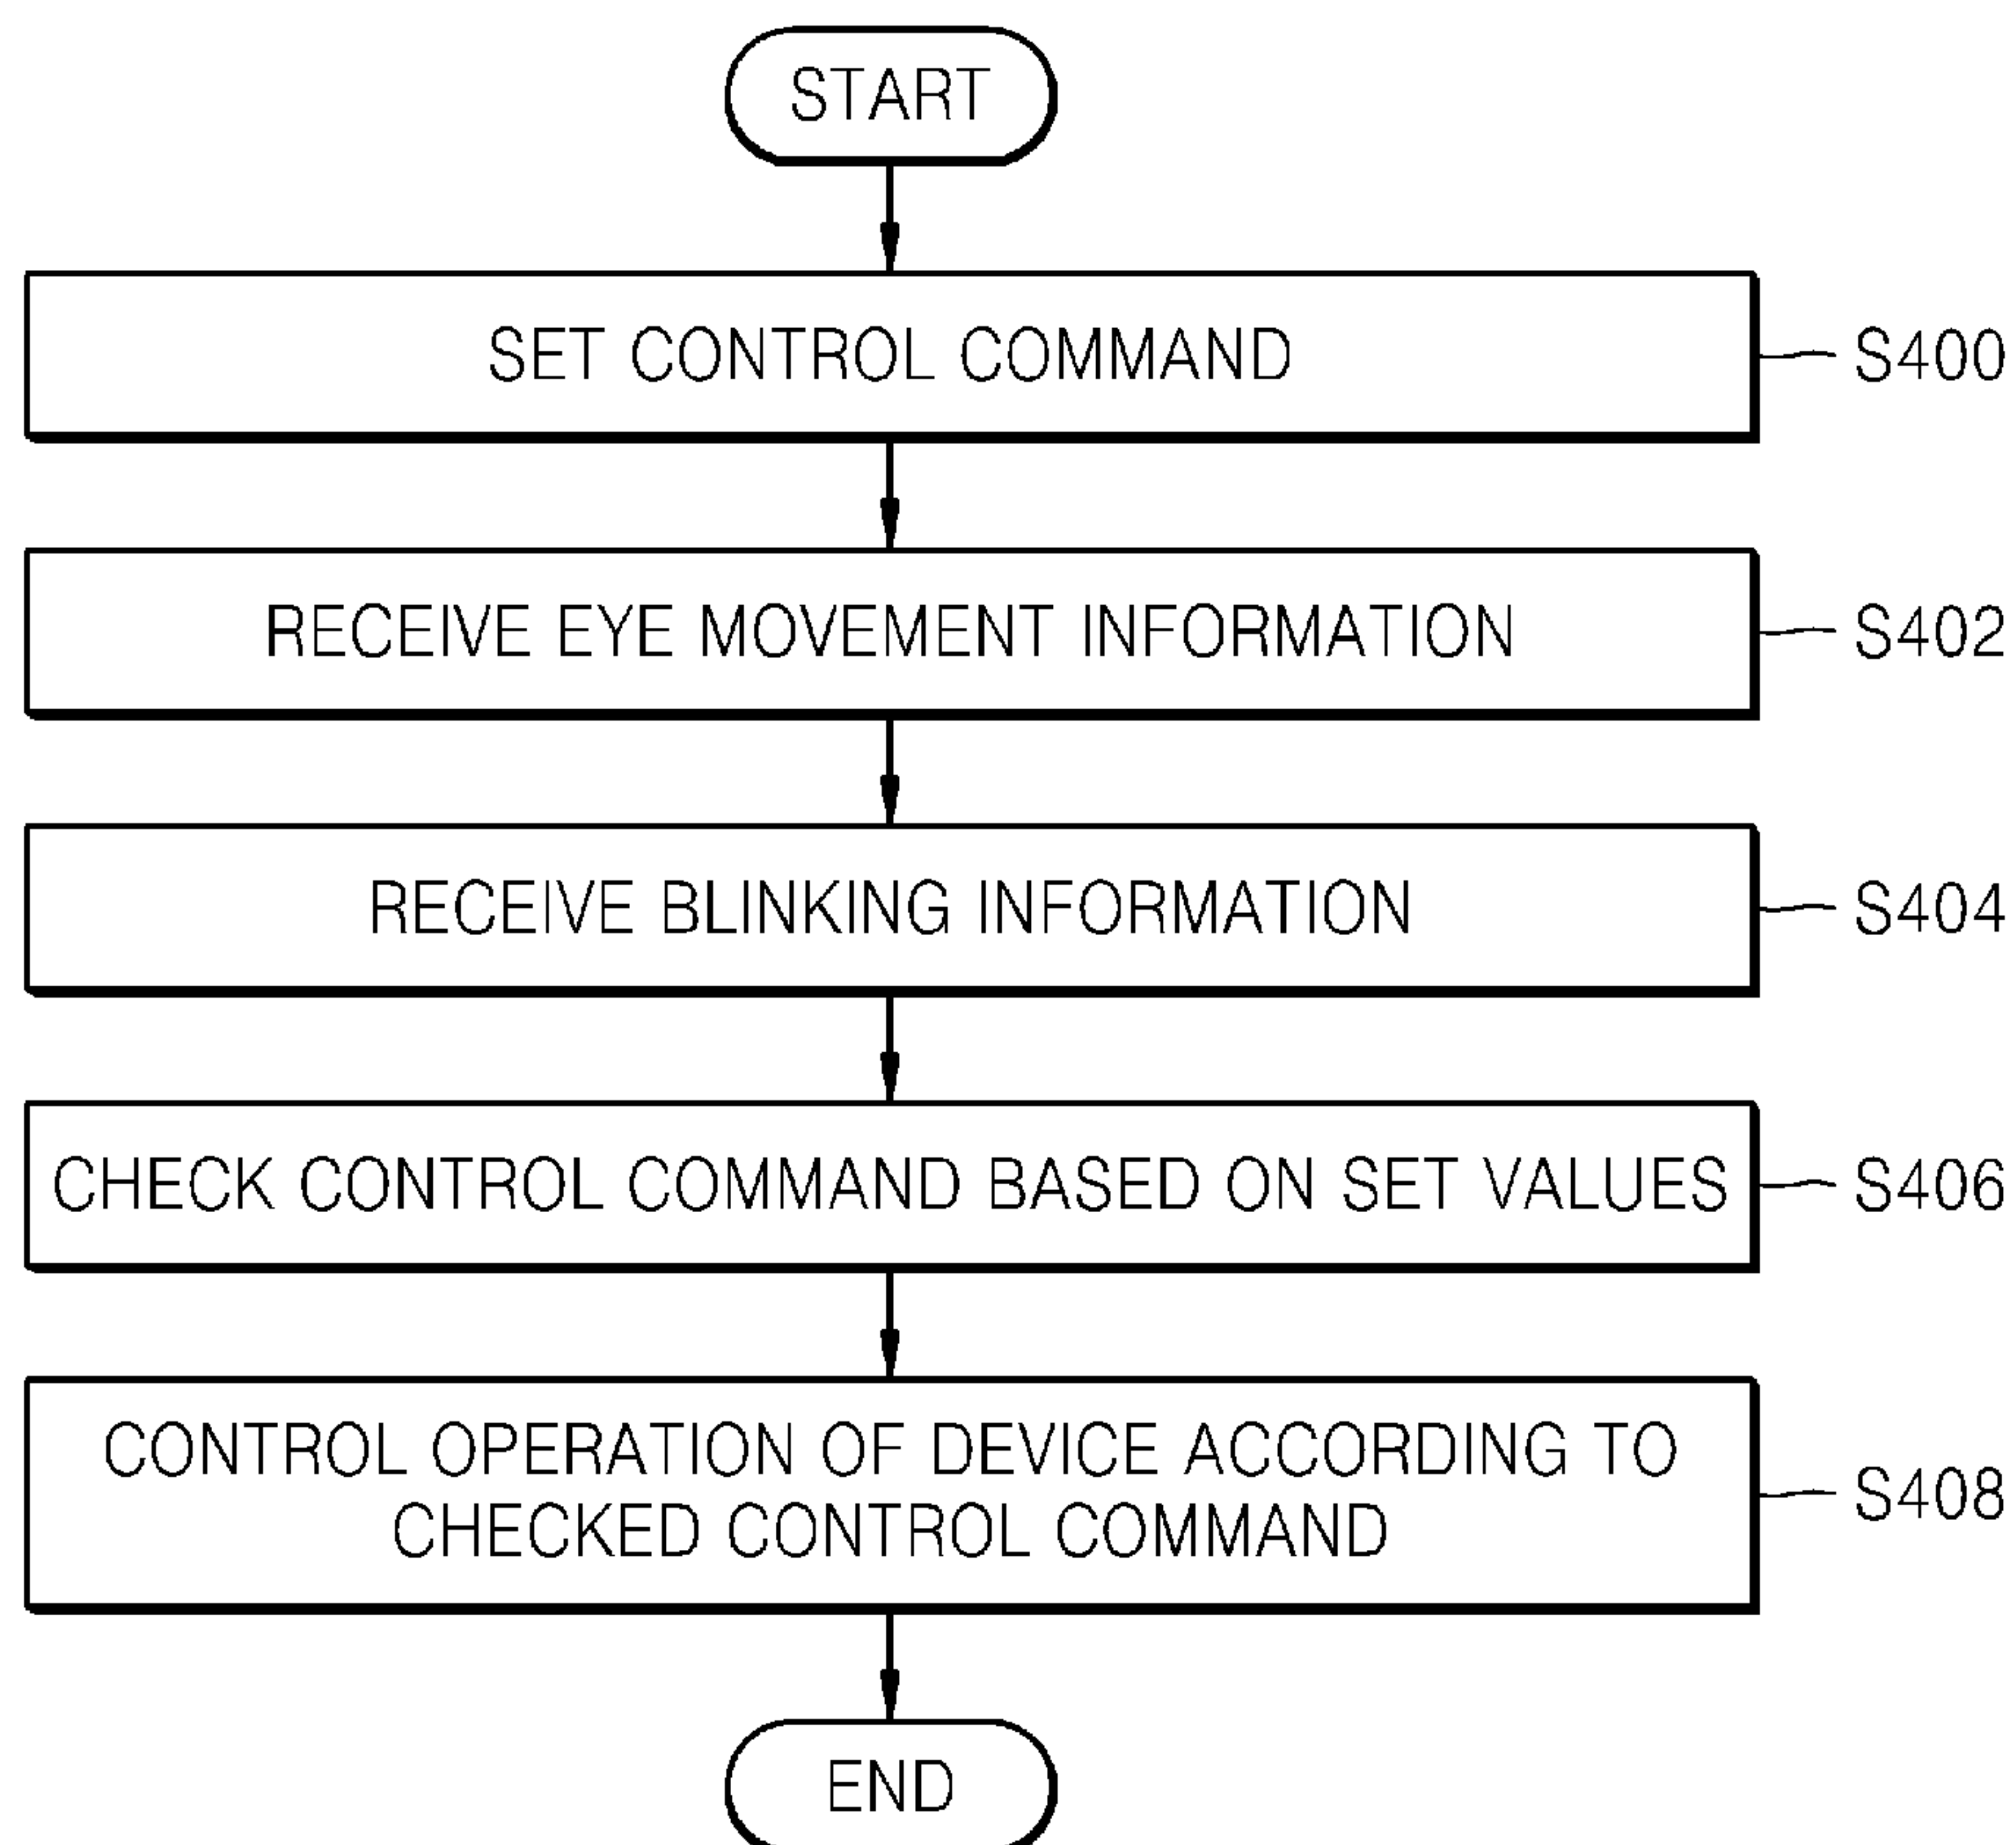 START
SET CONTROL COMMAND
S400
RECEIVE EYE MOVEMENT INFORMATION
S402
RECEIVE BLINKING INFORMATION
S404
CHECK CONTROL COMMAND BASED ON SET VALUES
S406
CONTROL OPERATION OF DEVICE ACCORDING TO
CHECKED CONTROL COMMAND
S408
END